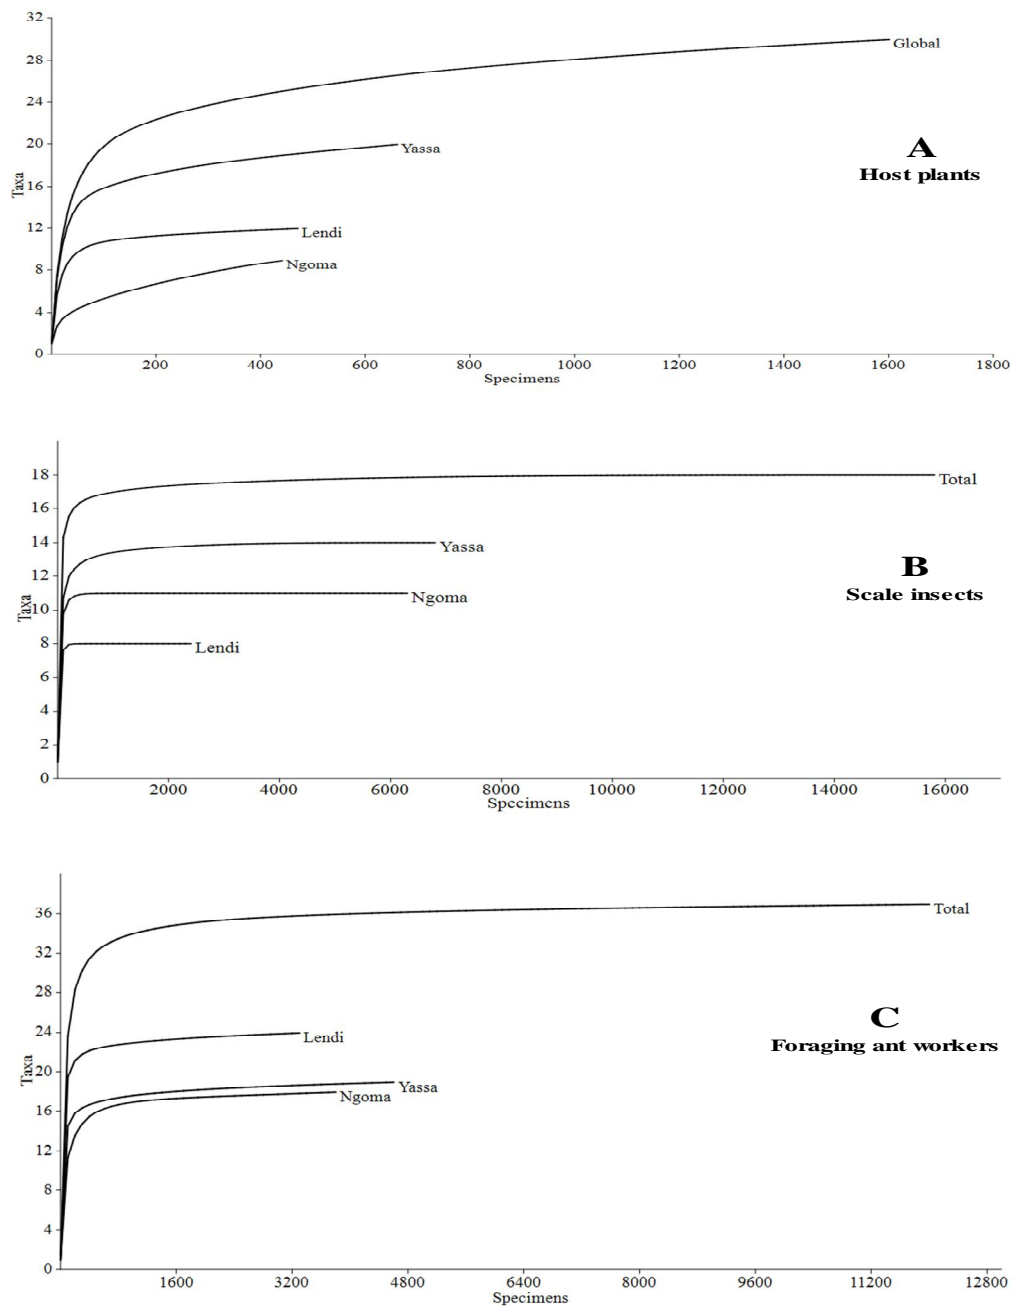 32
28
24
20
16
12
8
4
0
Taxa
Global
Yassa
Lendi
Ngoma
A
Host plants
200
400
600
800
1000
1200
1400
1600
1800
Specimens
18
16
14
12
10
8
6
4
2
0
Taxa
Total
Yassa
Ngoma
Lendi
B
Scale insects
2000
4000
6000
8000
10000
12000
14000
16000
Specimens
36
32
28
24
20
16
12
8
4
0
Taxa
Total
Lendi
Yassa
Ngoma
C
Foraging ant workers
1600
3200
4800
6400
8000
9600
11200
12800
Specimens